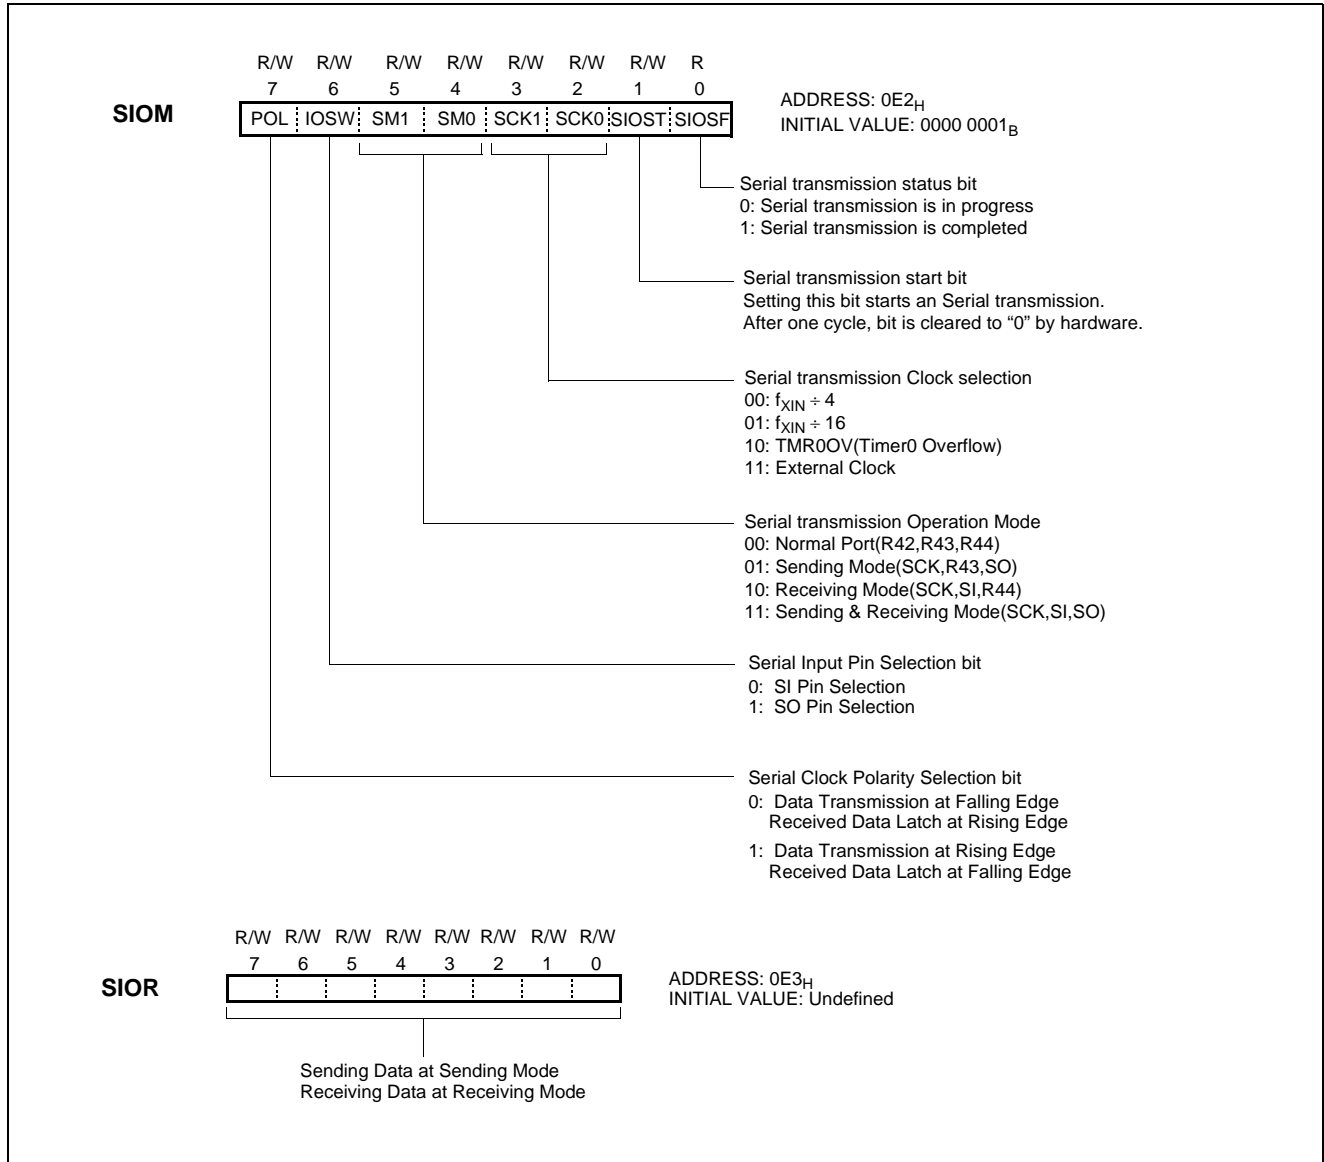 R/W R/W R/W R/W R/W R/W R/W R
7 6 5 4 3 2 1 0
SIOM
POL IOSW SM1 SM0 SCK1 SCK0 SIOST SIOSF
ADDRESS: 0E2H
INITIAL VALUE: 0000 0001B
Serial transmission status bit
0: Serial transmission is in progress
1: Serial transmission is completed
Serial transmission start bit
Setting this bit starts an Serial transmission.
After one cycle, bit is cleared to “0” by hardware.
Serial transmission Clock selection
00: fXIN ÷ 4
01: fXIN ÷ 16
10: TMR0OV(Timer0 Overflow)
11: External Clock
Serial transmission Operation Mode
00: Normal Port(R42,R43,R44)
01: Sending Mode(SCK,R43,SO)
10: Receiving Mode(SCK,SI,R44)
11: Sending & Receiving Mode(SCK,SI,SO)
Serial Input Pin Selection bit
0: SI Pin Selection
1: SO Pin Selection
Serial Clock Polarity Selection bit
0: Data Transmission at Falling Edge
Received Data Latch at Rising Edge
1: Data Transmission at Rising Edge
Received Data Latch at Falling Edge
R/W R/W R/W R/W R/W R/W R/W R/W
7 6 5 4 3 2 1 0
SIOR
ADDRESS: 0E3H
INITIAL VALUE: Undefined
Sending Data at Sending Mode
Receiving Data at Receiving Mode